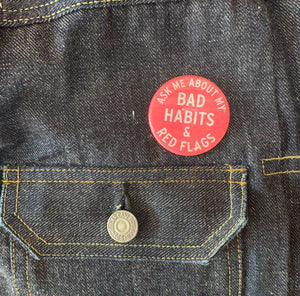 ASK ME ABOUT MY
BAD
HABITS
&
RED FLAGS